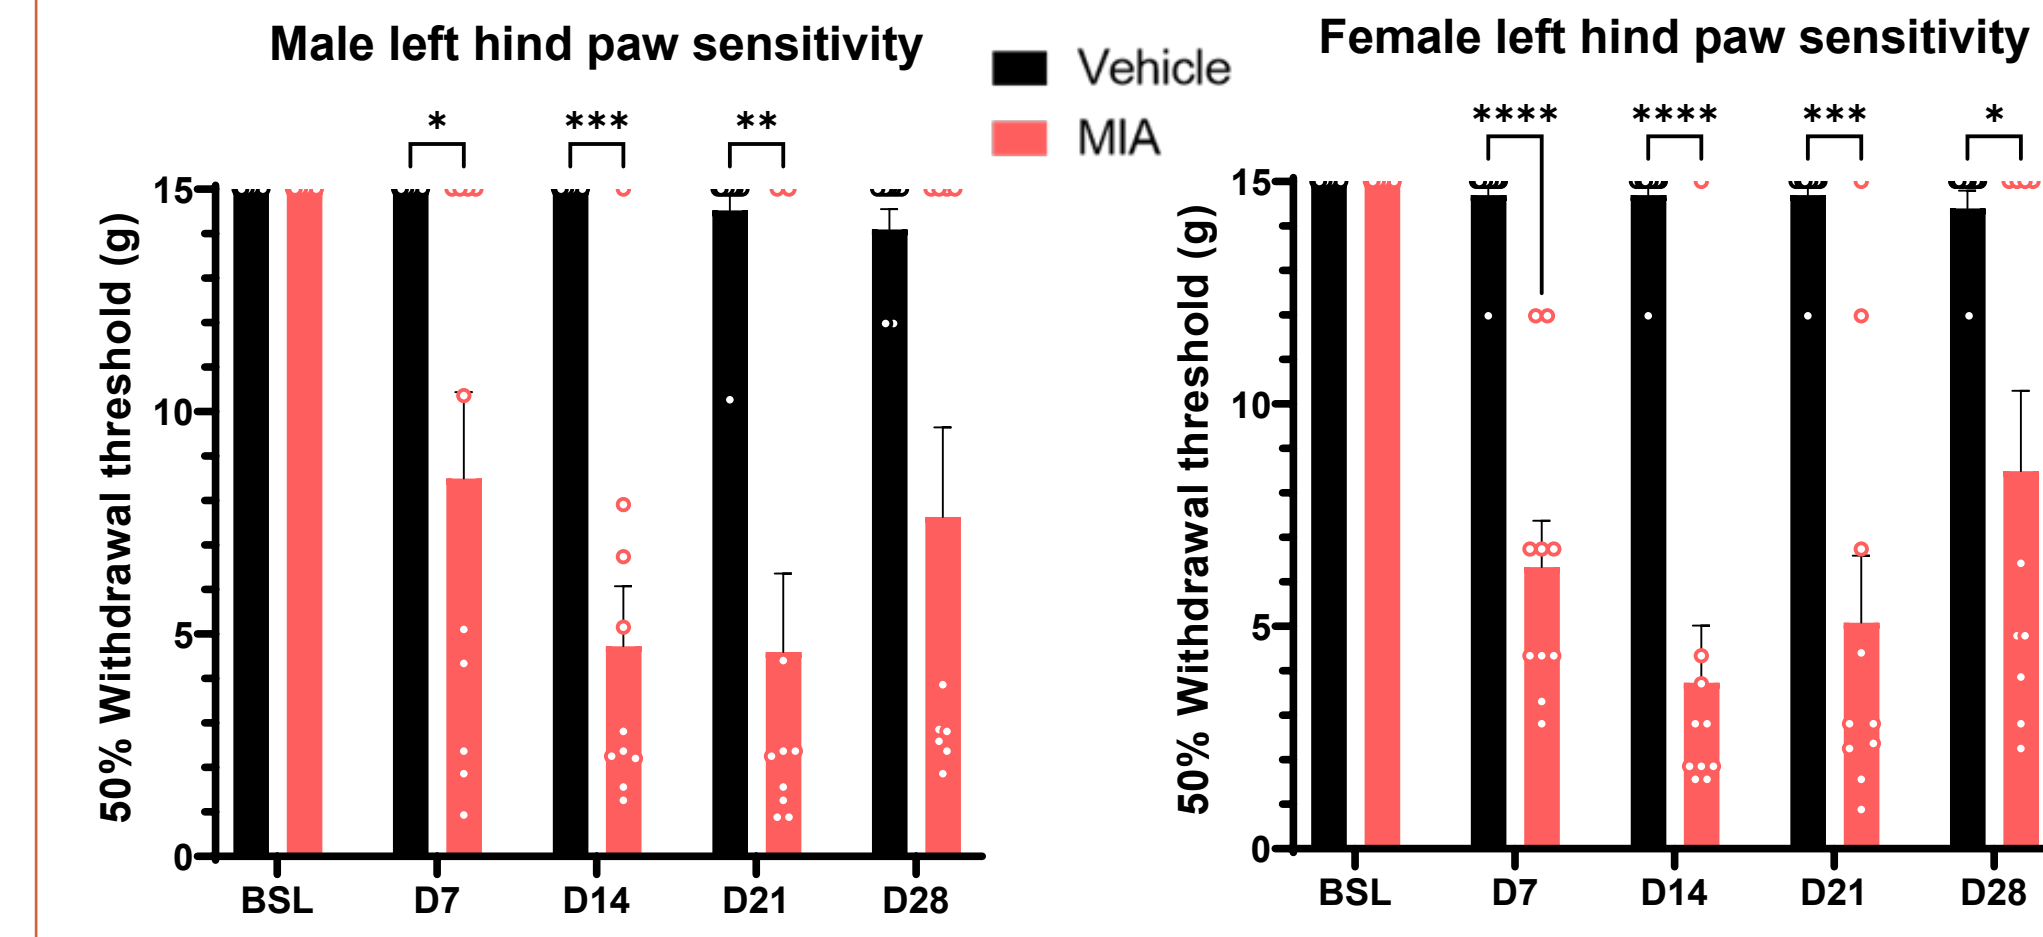 Male left hind paw sensitivity
* *** **
50% Withdrawal threshold (g)
15
10
5
0
BSL D7 D14 D21 D28
Vehicle
MIA
Female left hind paw sensitivity
**** **** *** *
50% Withdrawal threshold (g)
15
10
5
0
BSL D7 D14 D21 D28